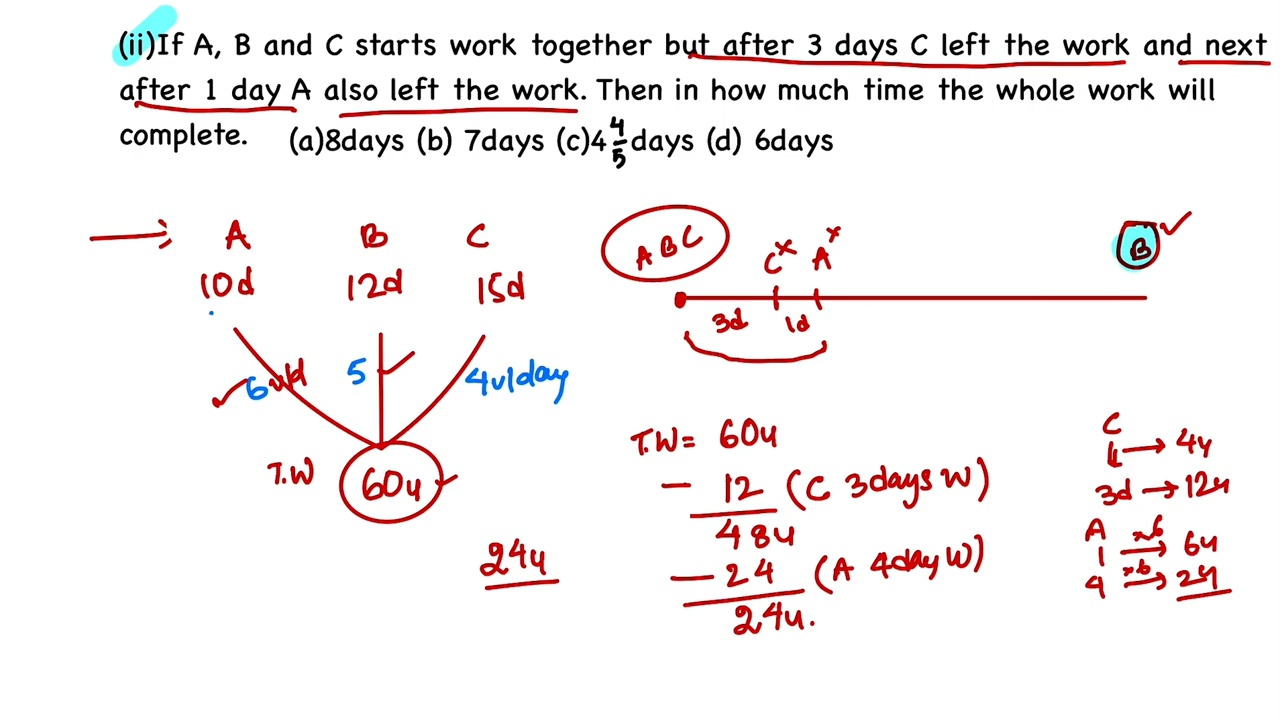 (ii)If A, B and C starts work together but after 3 days C left the work and next
after 1 day A also left the work. Then in how much time the whole work will
complete. (a)8days (b) 7days (c)4 4/5 days (d) 6days
A B C
10d 12d 15d
6u/d 5 4u/day
T.W 60u
24u
A B C
C× A× B
3d 1d
T.W = 60u
- 12 (C 3days W)
48u
- 24 (A 4day W)
24u.
C
1 → 4u
3d → 12u
A
1 ×6→ 6u
4 ×6→ 24